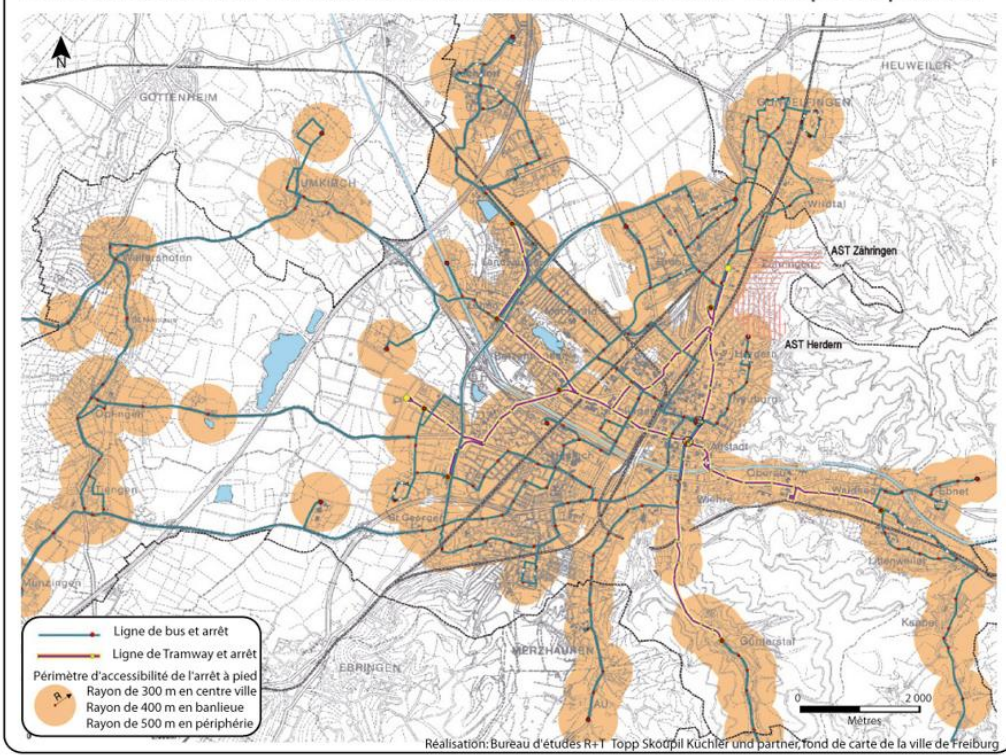 N
GOTTENHEIM
HEUWEILER
GUNDELFINGEN
UMKIRCH
Wildtal
AST Zähringen
Waltershofen
AST Herdern
Herdern
Opfingen
Altstadt
Tiengen
Wiehre
Oberau
Waldsee
Ebnet
St.Georgen
Littenweiler
Munzingen
Kappel
MERZHAUSEN
Günterstal
EBRINGEN
AU
Ligne de bus et arrêt
Ligne de Tramway et arrêt
Périmètre d'accessibilité de l'arrêt à pied
R
Rayon de 300 m en centre ville
Rayon de 400 m en banlieue
Rayon de 500 m en périphérie
0 2 000
Mètres
Réalisation: Bureau d'études R+T Topp Skoupil Küchler und partner, fond de carte de la ville de Freiburg